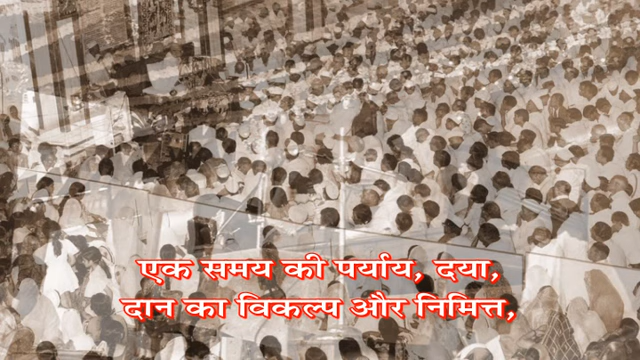 एक समय की पर्याय, दया,
दान का विकल्प और निमित्त,